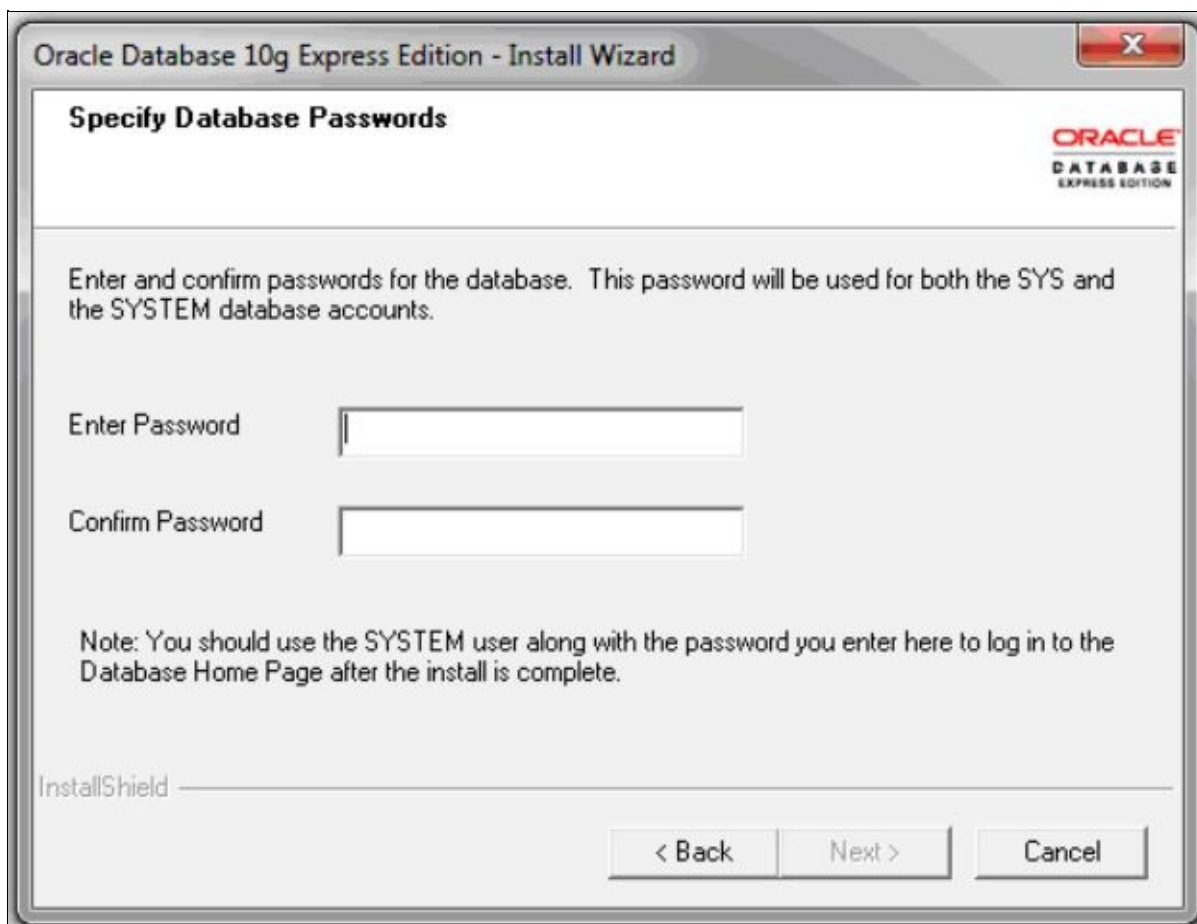 Oracle Database 10g Express Edition - Install Wizard
Specify Database Passwords
ORACLE
DATABASE
EXPRESS EDITION
Enter and confirm passwords for the database.  This password will be used for both the SYS and
the SYSTEM database accounts.
Enter Password
Confirm Password
Note: You should use the SYSTEM user along with the password you enter here to log in to the
Database Home Page after the install is complete.
InstallShield
< Back
Next >
Cancel